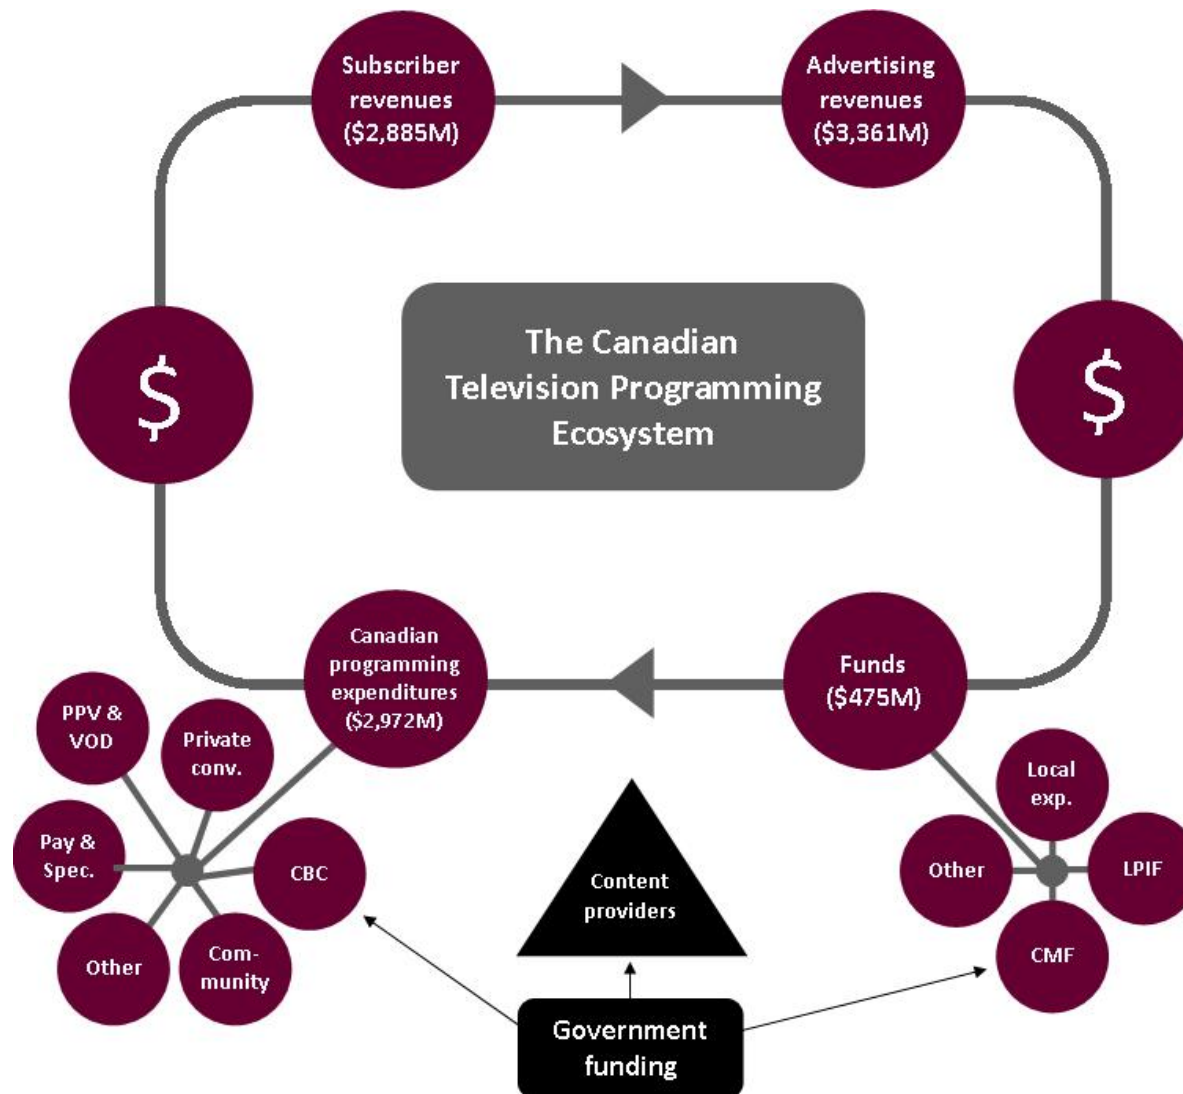 Subscriber
revenues
($2,885M)
Advertising
revenues
($3,361M)
The Canadian
Television Programming
Ecosystem
$
$
Canadian
programming
expenditures
($2,972M)
Funds
($475M)
PPV &
VOD
Private
conv.
Pay &
Spec.
CBC
Other
Com-
munity
Content
providers
Local
exp.
Other
LPIF
CMF
Government
funding